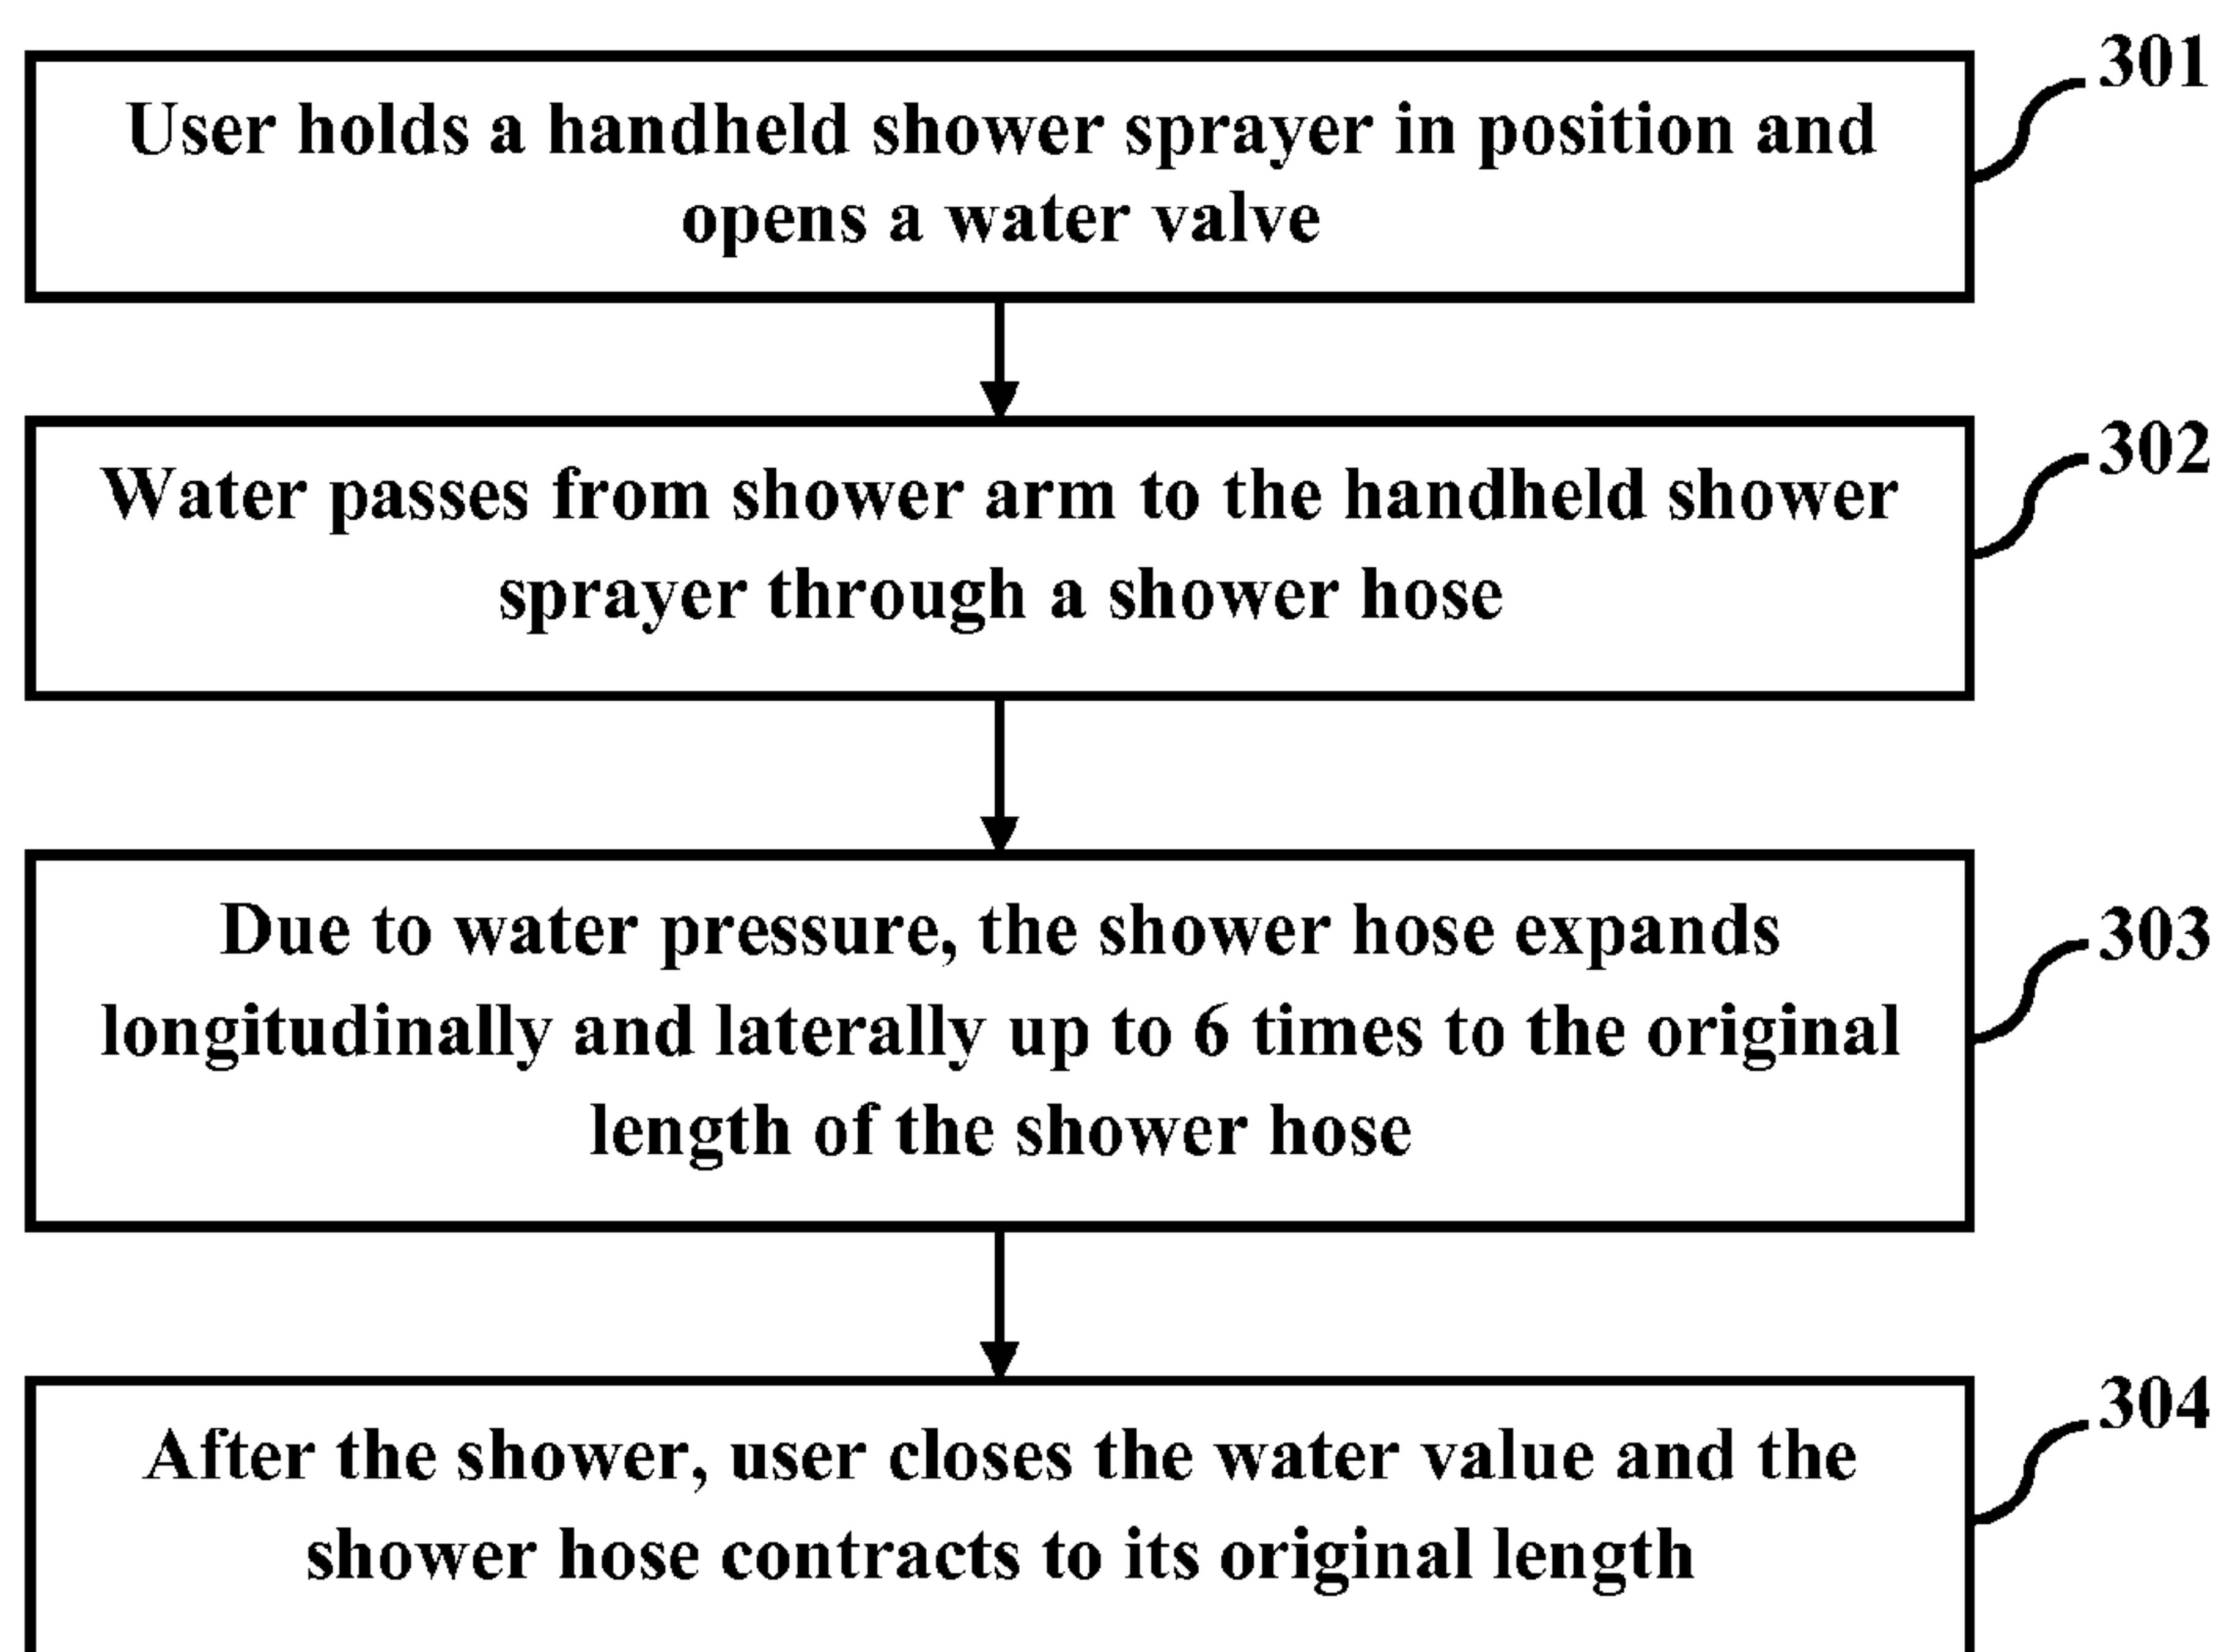 301
User holds a handheld shower sprayer in position and
opens a water valve
302
Water passes from shower arm to the handheld shower
sprayer through a shower hose
303
Due to water pressure, the shower hose expands
longitudinally and laterally up to 6 times to the original
length of the shower hose
304
After the shower, user closes the water value and the
shower hose contracts to its original length